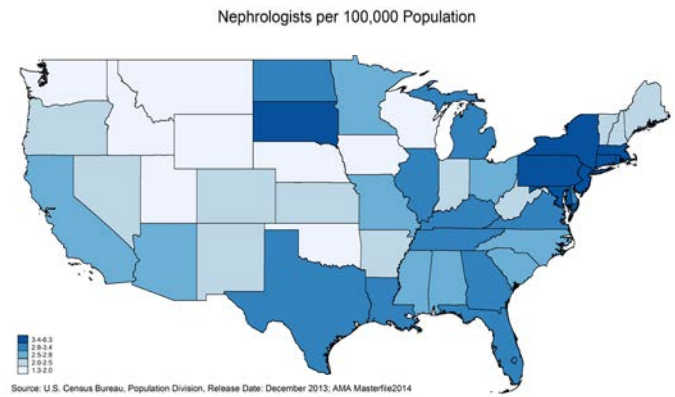 Nephrologists per 100,000 Population
3.4-6.3
2.8-3.4
2.5-2.8
2.0-2.5
1.3-2.0
Source: U.S. Census Bureau, Population Division, Release Date: December 2013; AMA Masterfile2014